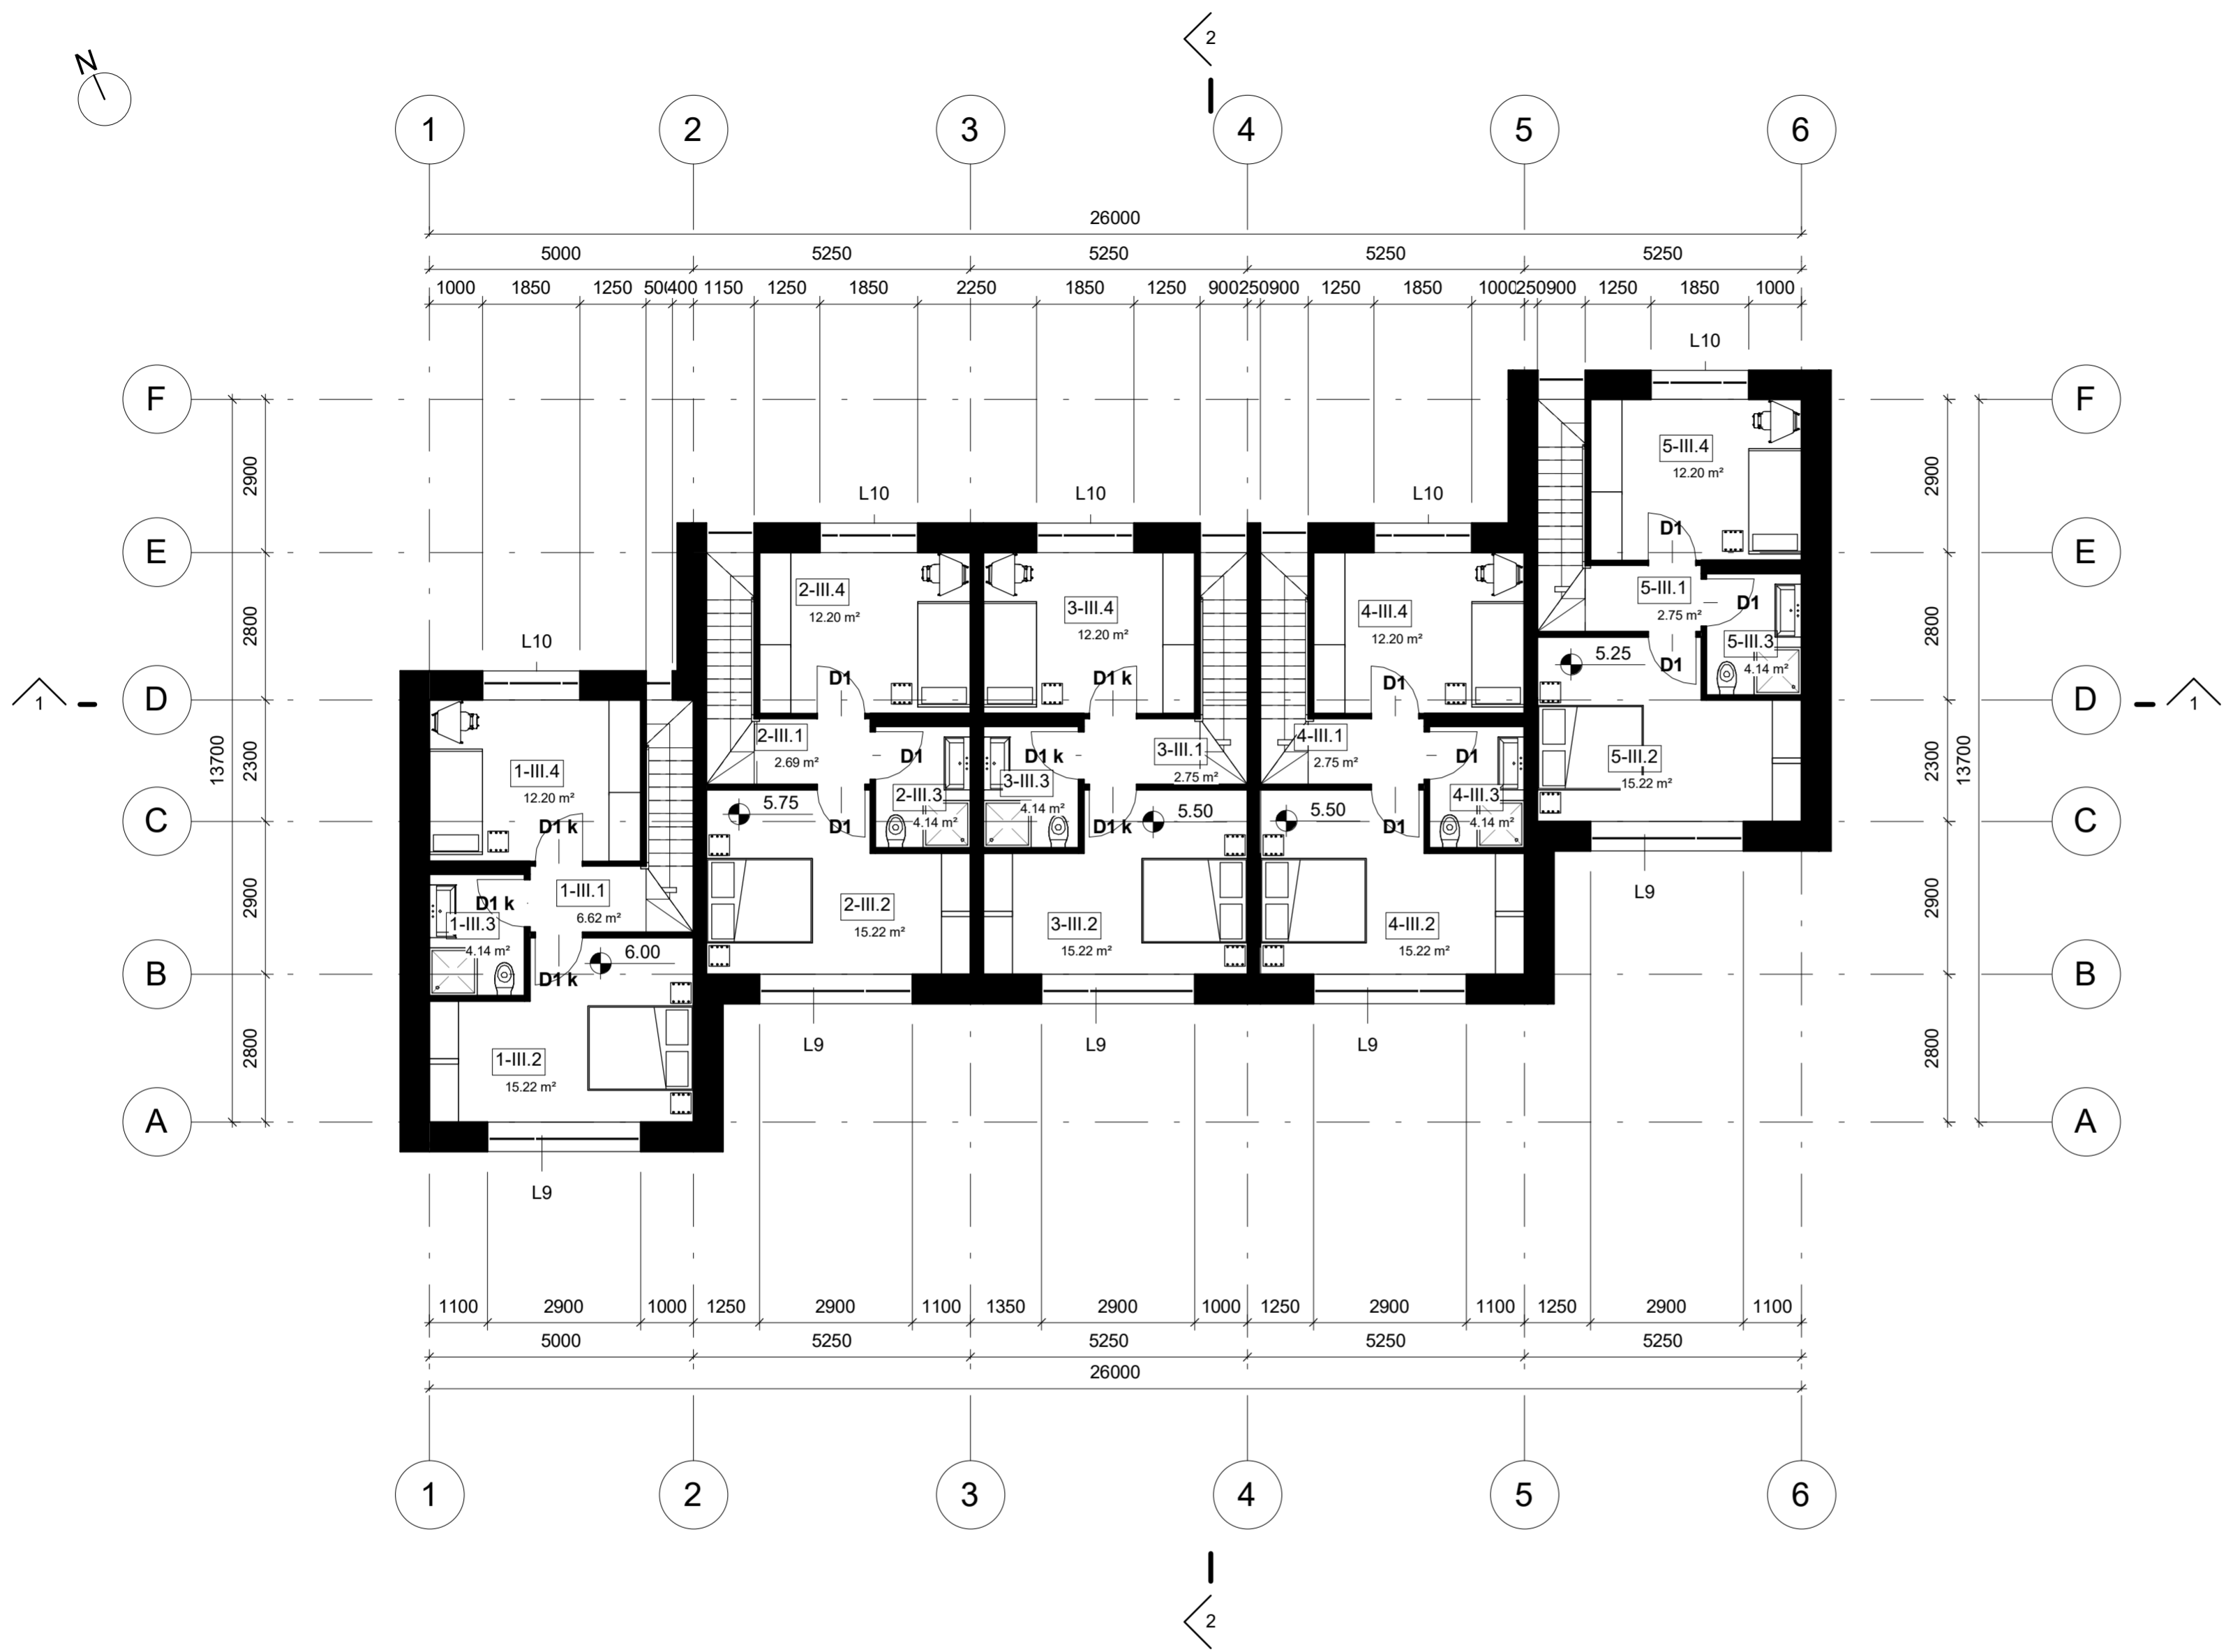 2
N
1 2 3 4 5 6
26000
5000 5250 5250 5250 5250
1000 1850 1250 500 400 1150 1250 1850 2250 1850 1250 900 250 900 1250 1850 1000 250 900 1250 1850 1000
L10
F F
5-III.4
12.20 m²
2900 2900
L10 L10 L10
D1
E E
5-III.1
2.75 m²
D1
2-III.4
12.20 m²
3-III.4
12.20 m²
4-III.4
12.20 m²
2800 2800
L10
5-III.3
4.14 m²
5.25
D1
D1 D1 k D1
1 D D 1
2-III.1
2.69 m²
D1
D1 k
3-III.1
2.75 m²
4-III.1
2.75 m²
D1
5-III.2
15.22 m²
13700 2300 2300 13700
1-III.4
12.20 m²
2-III.3
4.14 m²
3-III.3
4.14 m²
4-III.3
4.14 m²
5.75 5.50 5.50
C C
D1 k D1 D1 k D1
1-III.1
6.62 m²
D1 k
1-III.3
4.14 m²
L9
2900 2900
2-III.2
15.22 m²
3-III.2
15.22 m²
4-III.2
15.22 m²
6.00
B B
D1 k
L9 L9 L9
2800 2800
1-III.2
15.22 m²
A A
L9
1100 2900 1000 1250 2900 1100 1350 2900 1000 1250 2900 1100 1250 2900 1100
5000 5250 5250 5250 5250
26000
1 2 3 4 5 6
2